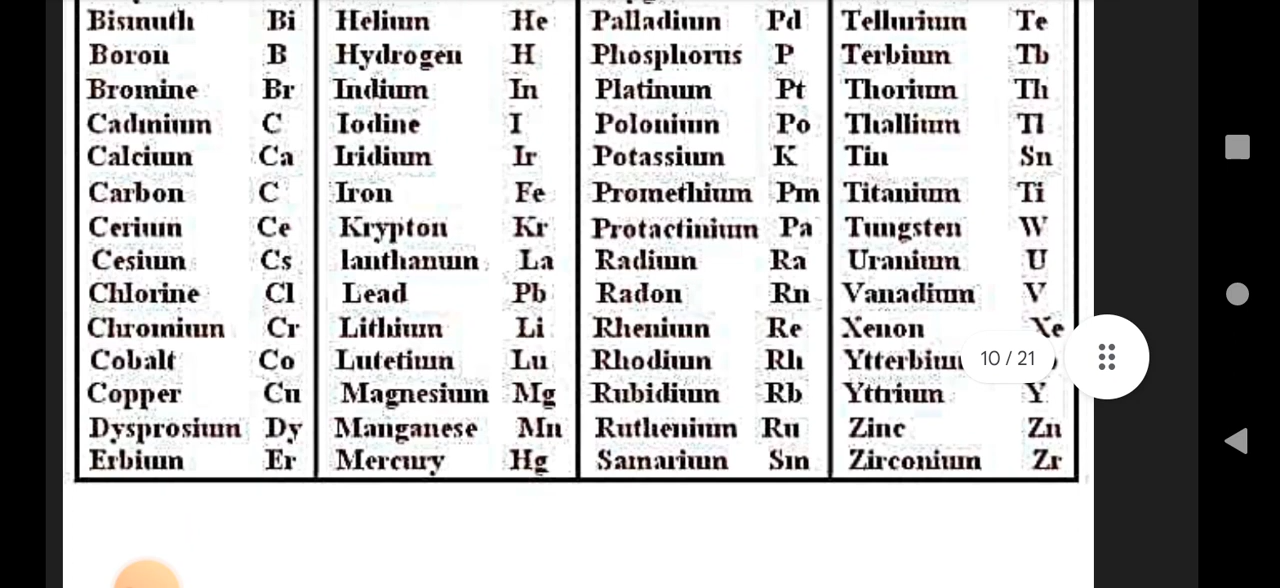 Bismuth Bi Helium He Palladium Pd Tellurium Te
Boron B Hydrogen H Phosphorus P Terbium Tb
Bromine Br Indium In Platinum Pt Thorium Th
Cadmium C Iodine I Polonium Po Thallium Tl
Calcium Ca Iridium Ir Potassium K Tin Sn
Carbon C Iron Fe Promethium Pm Titanium Ti
Cerium Ce Krypton Kr Protactinium Pa Tungsten W
Cesium Cs lanthanum La Radium Ra Uranium U
Chlorine Cl Lead Pb Radon Rn Vanadium V
Chromium Cr Lithium Li Rhenium Re Xenon Xe
Cobalt Co Lutetium Lu Rhodium Rh 10 / 21
Copper Cu Magnesium Mg Rubidium Rb Yttrium Y
Dysprosium Dy Manganese Mn Ruthenium Ru Zinc Zn
Erbium Er Mercury Hg Samarium Sm Zirconium Zr